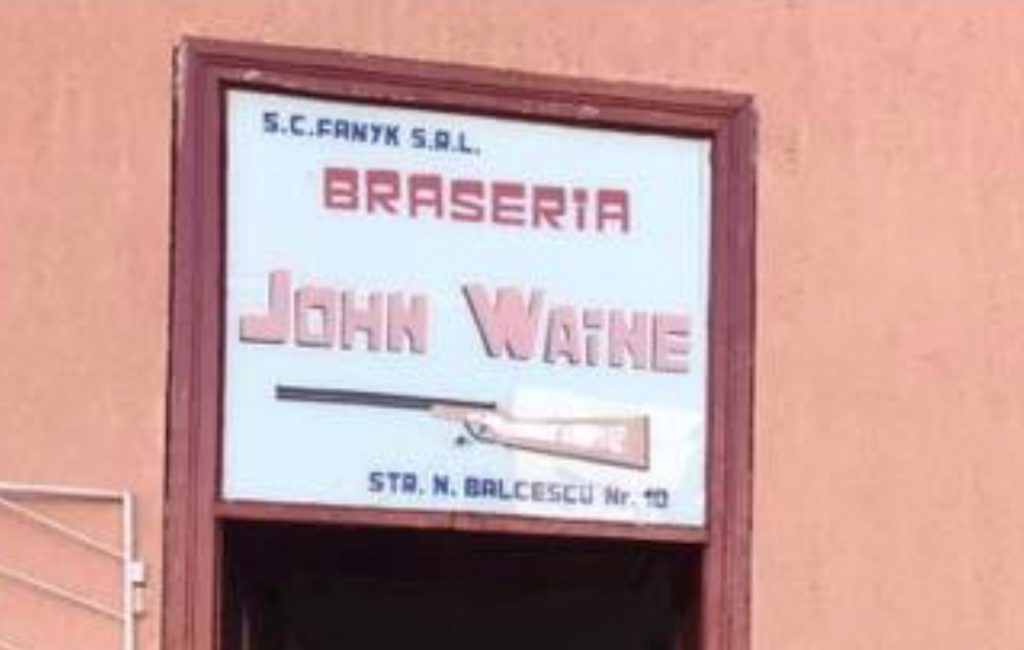 S.C.FANYK S.R.L.
BRASERiA
JOHN WAiNE
STR. N. BALCESCU Nr. 10